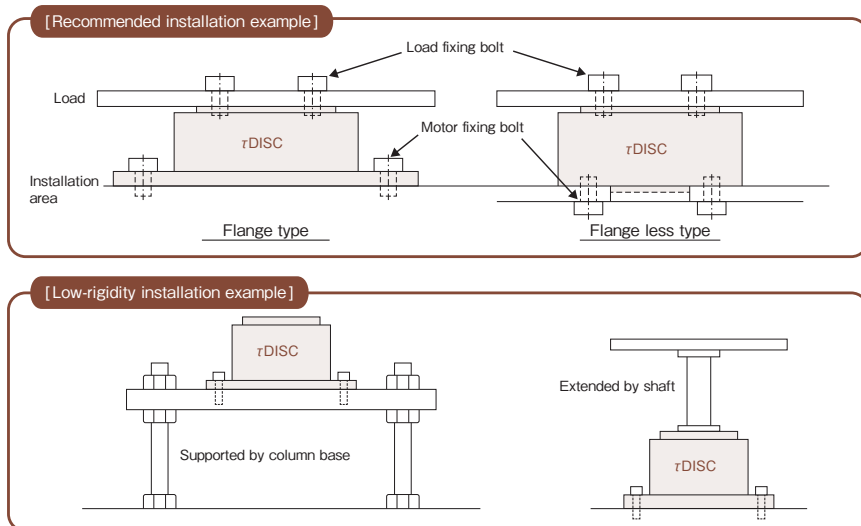 [Recommended installation example]
Load fixing bolt
Load
τDISC
Motor fixing bolt
τDISC
Installation
area
Flange type
Flange less type
[Low-rigidity installation example]
τDISC
Extended by shaft
Supported by column base
τDISC